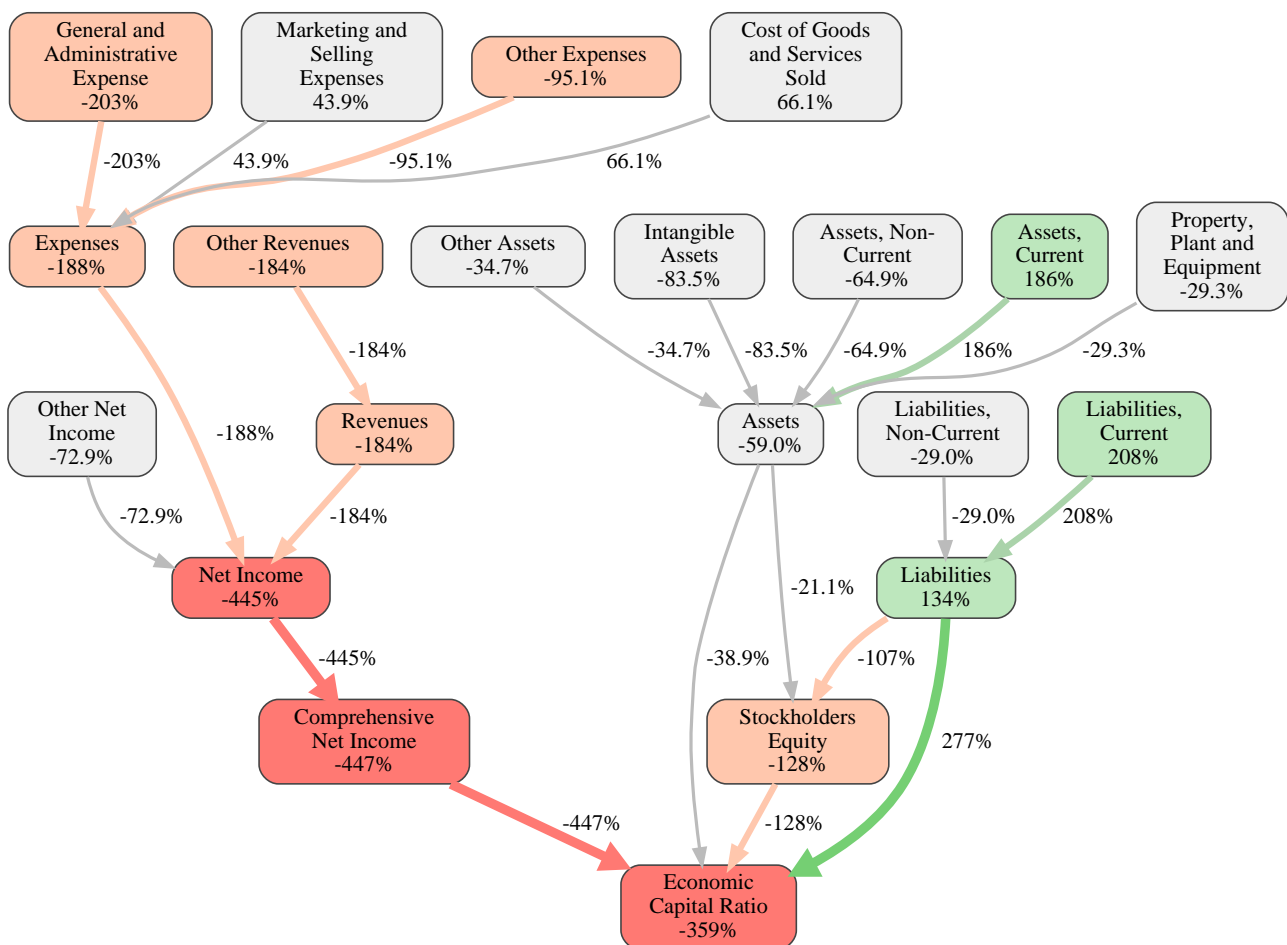 General and
Administrative
Expense
-203%
Marketing and
Selling
Expenses
43.9%
Other Expenses
-95.1%
Cost of Goods
and Services
Sold
66.1%
-203%
43.9%
-95.1%
66.1%
Expenses
-188%
Other Revenues
-184%
Other Assets
-34.7%
Intangible
Assets
-83.5%
Assets, Non-
Current
-64.9%
Assets,
Current
186%
Property,
Plant and
Equipment
-29.3%
-184%
-34.7%
-83.5%
-64.9%
186%
-29.3%
Other Net
Income
-72.9%
-188%
Revenues
-184%
Assets
-59.0%
Liabilities,
Non-Current
-29.0%
Liabilities,
Current
208%
-72.9%
-184%
-29.0%
208%
Net Income
-445%
-21.1%
Liabilities
134%
-445%
-38.9%
-107%
Comprehensive
Net Income
-447%
Stockholders
Equity
-128%
277%
-447%
-128%
Economic
Capital Ratio
-359%